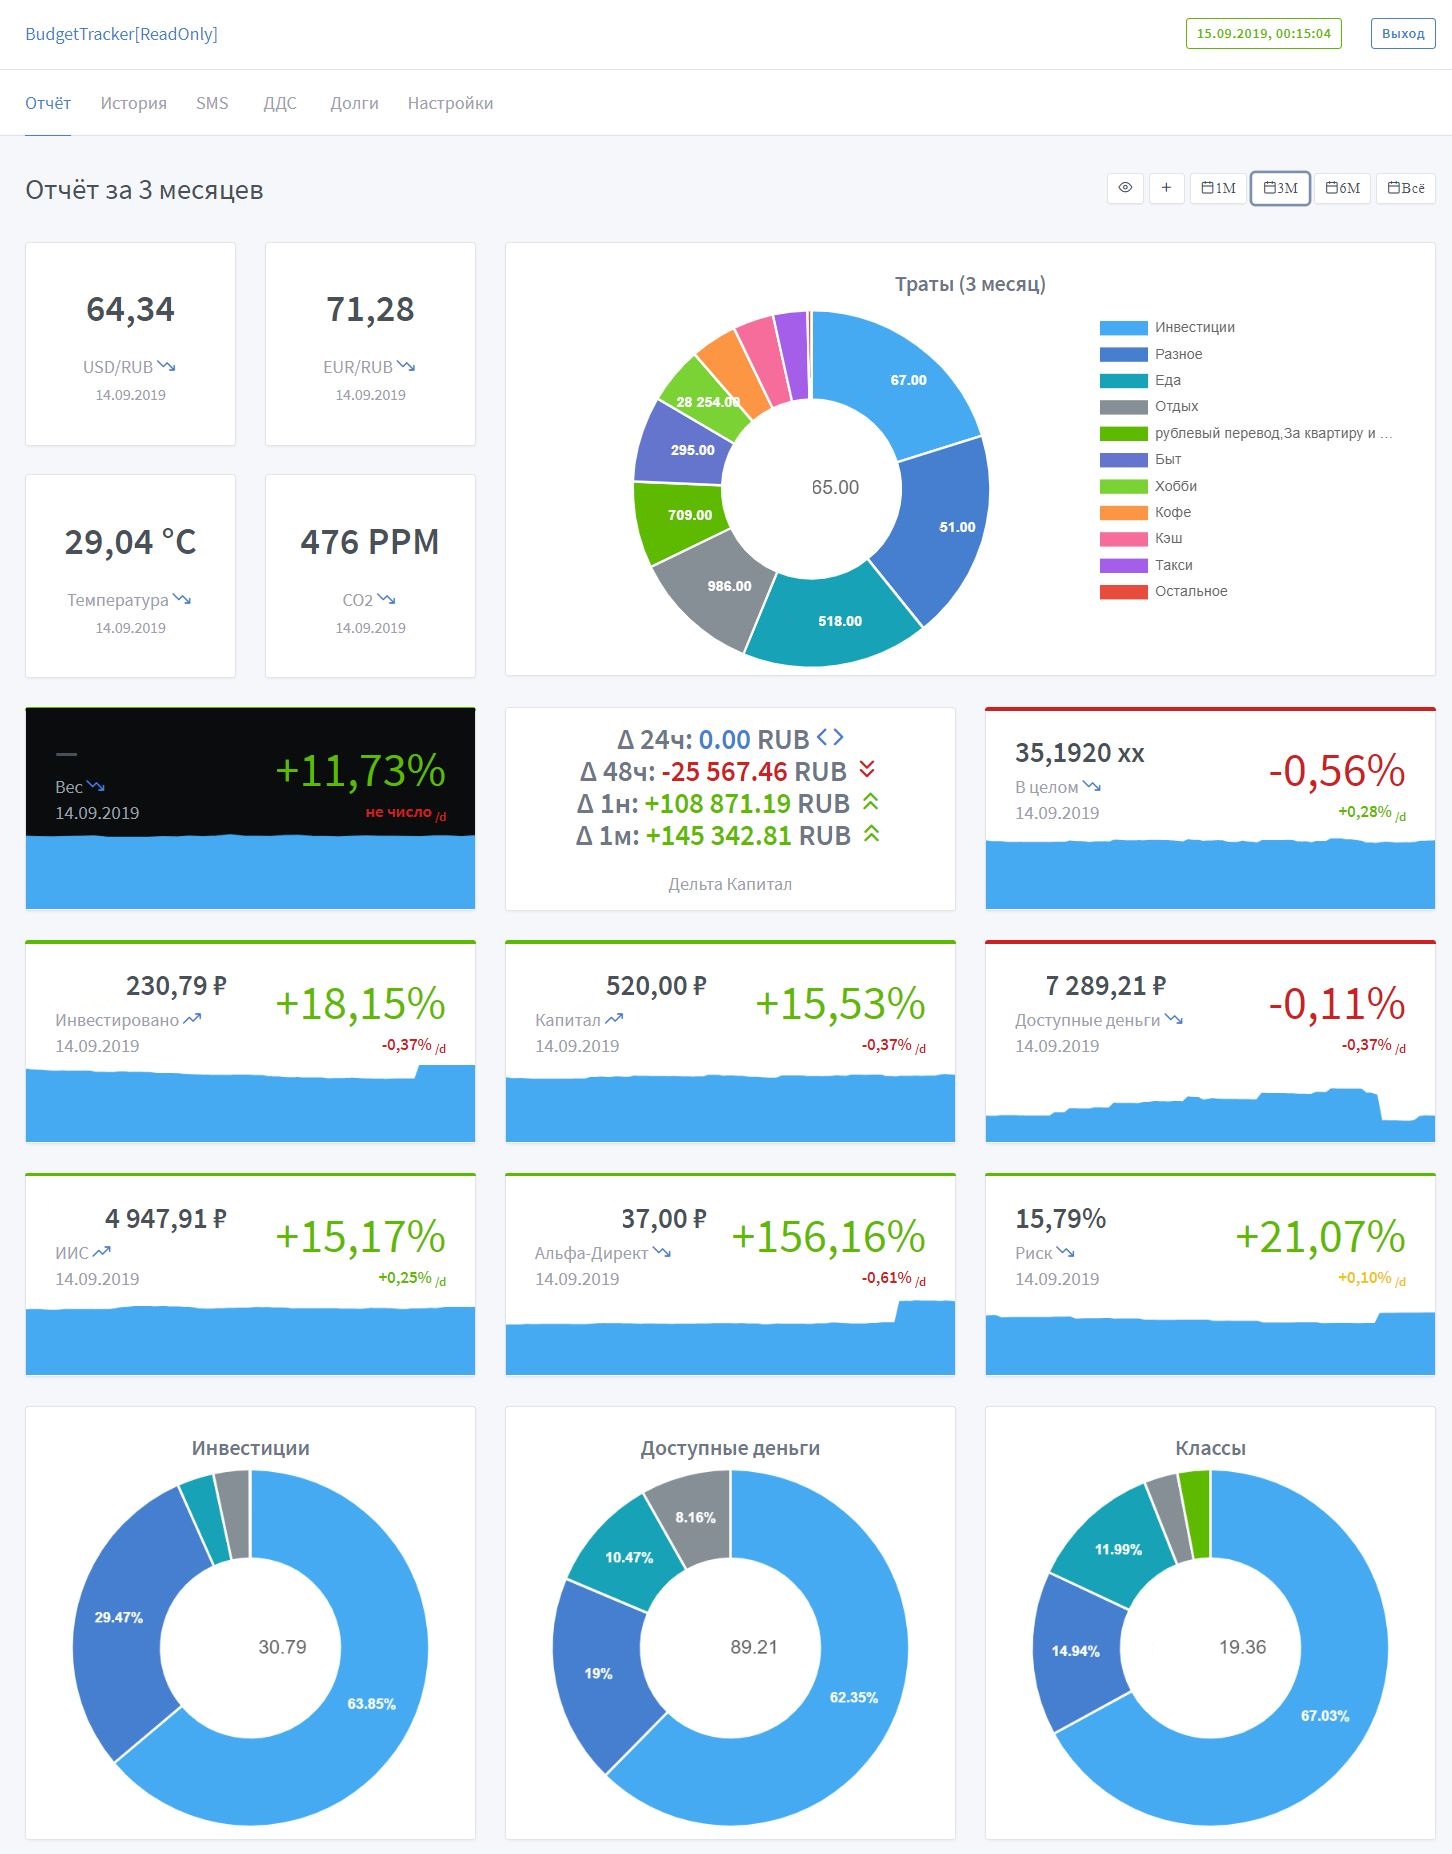 BudgetTracker[ReadOnly]
15.09.2019, 00:15:04
Выход
Отчёт
История
SMS
ДДС
Долги
Настройки
Отчёт за 3 месяцев
1М
3М
6М
Всё
64,34
USD/RUB
14.09.2019
71,28
EUR/RUB
14.09.2019
29,04 °C
Температура
14.09.2019
476 PPM
CO2
14.09.2019
Траты (3 месяц)
67.00
51.00
518.00
986.00
709.00
295.00
28 254.00
65.00
Инвестиции
Разное
Еда
Отдых
рублевый перевод,За квартиру и ...
Быт
Хобби
Кофе
Кэш
Такси
Остальное
—
Вес
14.09.2019
+11,73%
не число /d
Δ 24ч: 0.00 RUB
Δ 48ч: -25 567.46 RUB
Δ 1н: +108 871.19 RUB
Δ 1м: +145 342.81 RUB
Дельта Капитал
35,1920 xx
В целом
14.09.2019
-0,56%
+0,28% /d
230,79 ₽
Инвестировано
14.09.2019
+18,15%
-0,37% /d
520,00 ₽
Капитал
14.09.2019
+15,53%
-0,37% /d
7 289,21 ₽
Доступные деньги
14.09.2019
-0,11%
-0,37% /d
4 947,91 ₽
ИИС
14.09.2019
+15,17%
+0,25% /d
37,00 ₽
Альфа-Директ
14.09.2019
+156,16%
-0,61% /d
15,79%
Риск
14.09.2019
+21,07%
+0,10% /d
Инвестиции
29.47%
30.79
63.85%
Доступные деньги
8.16%
10.47%
19%
89.21
62.35%
Классы
11.99%
14.94%
19.36
67.03%